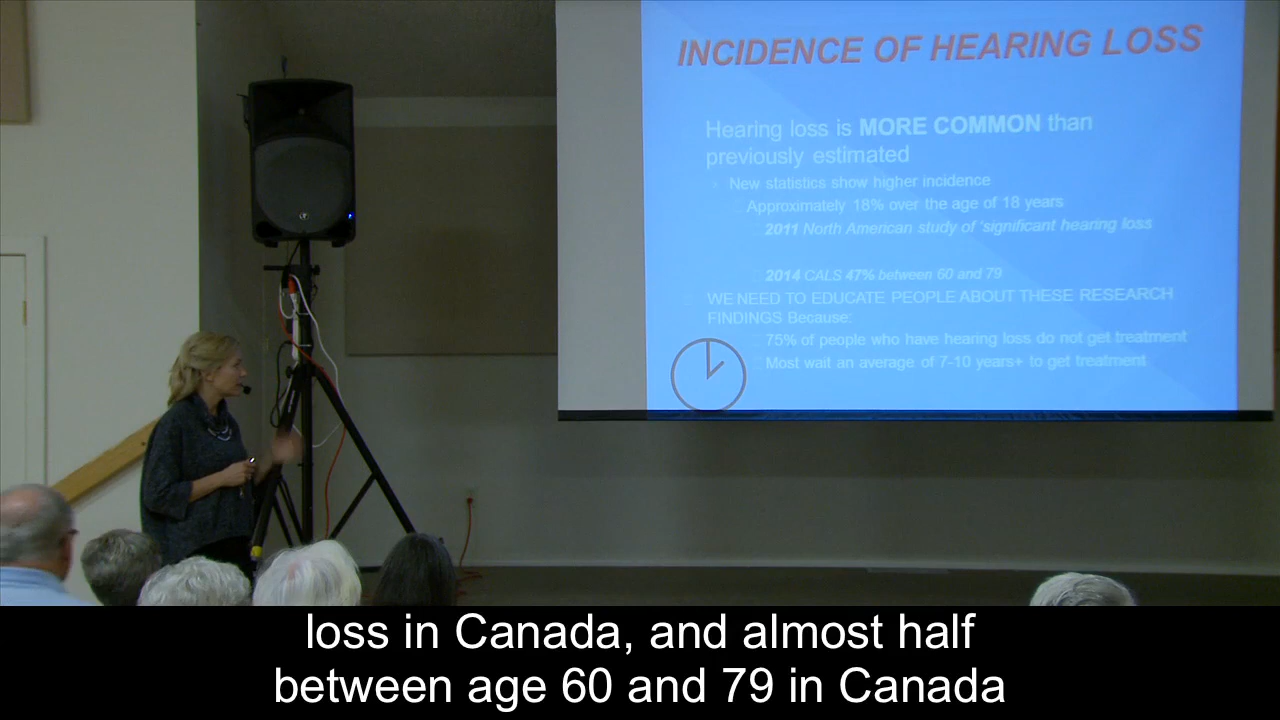 INCIDENCE OF HEARING LOSS
Hearing loss is MORE COMMON than
previously estimated
New statistics show higher incidence
Approximately 18% over the age of 18 years
2011 North American study of ‘significant hearing loss
2014 CALS 47% between 60 and 79
WE NEED TO EDUCATE PEOPLE ABOUT THESE RESEARCH
FINDINGS Because:
75% of people who have hearing loss do not get treatment
Most wait an average of 7–10 years+ to get treatment
loss in Canada, and almost half
between age 60 and 79 in Canada